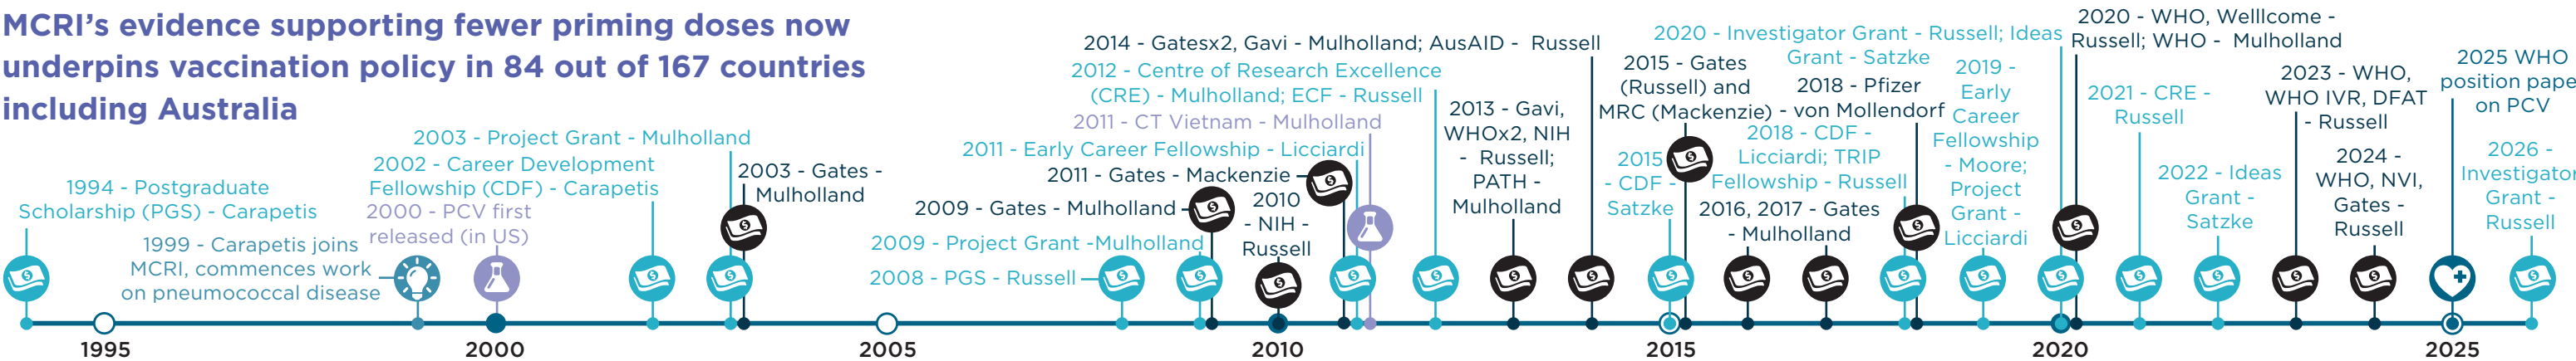 MCRI's evidence supporting fewer priming doses now
underpins vaccination policy in 84 out of 167 countries
including Australia
1994 - Postgraduate
Scholarship (PGS) - Carapetis
1999 - Carapetis joins
MCRI, commences work
on pneumococcal disease
2000 - PCV first
released (in US)
2002 - Career Development
Fellowship (CDF) - Carapetis
2003 - Project Grant - Mulholland
2003 - Gates -
Mulholland
2008 - PGS - Russell
2009 - Project Grant -Mulholland
2009 - Gates - Mulholland
2010
- NIH -
Russell
2011 - Gates - Mackenzie
2011 - Early Career Fellowship - Licciardi
2011 - CT Vietnam - Mulholland
2012 - Centre of Research Excellence
(CRE) - Mulholland; ECF - Russell
2013 - Gavi,
WHOx2, NIH
- Russell;
PATH -
Mulholland
2014 - Gatesx2, Gavi - Mulholland; AusAID - Russell
2015
- CDF -
Satzke
2015 - Gates
(Russell) and
MRC (Mackenzie)
2016, 2017 - Gates
- Mulholland
2018 - CDF -
Licciardi; TRIP
Fellowship - Russell
2018 - Pfizer
- von Mollendorf
2019 -
Early
Career
Fellowship
- Moore;
Project
Grant -
Licciardi
2020 - Investigator Grant - Russell; Ideas
Grant - Satzke
2020 - WHO, Welllcome -
Russell; WHO - Mulholland
2021 - CRE -
Russell
2022 - Ideas
Grant -
Satzke
2023 - WHO,
WHO IVR, DFAT
- Russell
2024 -
WHO, NVI,
Gates -
Russell
2025 WHO
position pape
on PCV
2026 -
Investigator
Grant -
Russell
1995
2000
2005
2010
2015
2020
2025